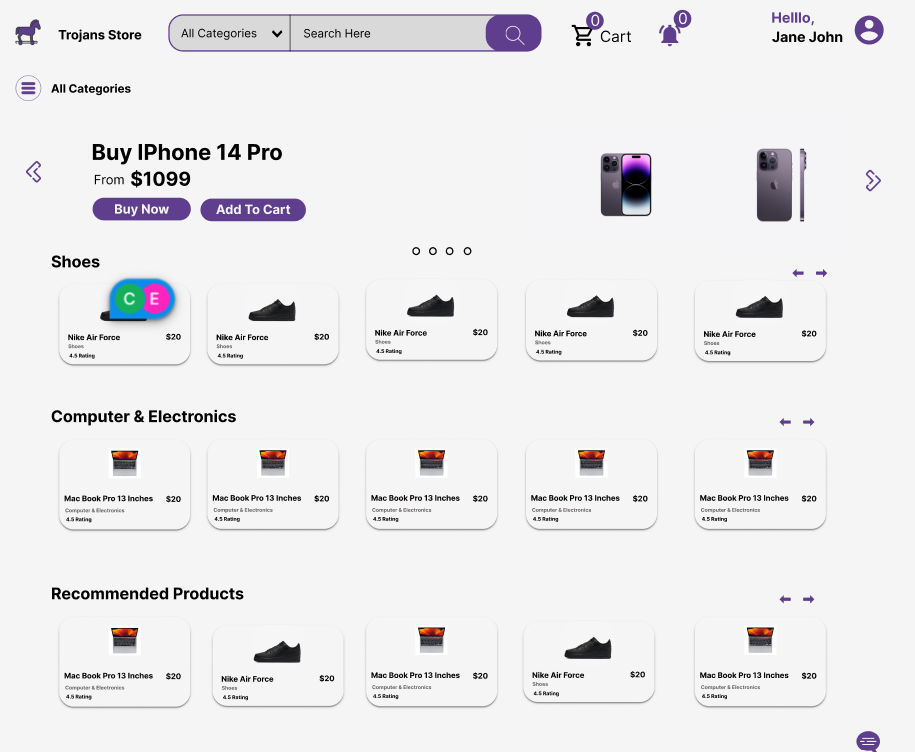 Trojans Store
All Categories
Search Here
0
Cart
0
Helllo,
Jane John
All Categories
Buy IPhone 14 Pro
From $1099
Buy Now
Add To Cart
Shoes
C E
Nike Air Force $20
Shoes
4.5 Rating
Nike Air Force $20
Shoes
4.5 Rating
Nike Air Force $20
Shoes
4.5 Rating
Nike Air Force $20
Shoes
4.5 Rating
Nike Air Force $20
Shoes
4.5 Rating
Computer & Electronics
Mac Book Pro 13 Inches $20
Computer & Electronics
4.5 Rating
Mac Book Pro 13 Inches $20
Computer & Electronics
4.5 Rating
Mac Book Pro 13 Inches $20
Computer & Electronics
4.5 Rating
Mac Book Pro 13 Inches $20
Computer & Electronics
4.5 Rating
Mac Book Pro 13 Inches $20
Computer & Electronics
4.5 Rating
Recommended Products
Mac Book Pro 13 Inches $20
Computer & Electronics
4.5 Rating
Nike Air Force $20
Shoes
4.5 Rating
Mac Book Pro 13 Inches $20
Computer & Electronics
4.5 Rating
Nike Air Force $20
Shoes
4.5 Rating
Mac Book Pro 13 Inches $20
Computer & Electronics
4.5 Rating